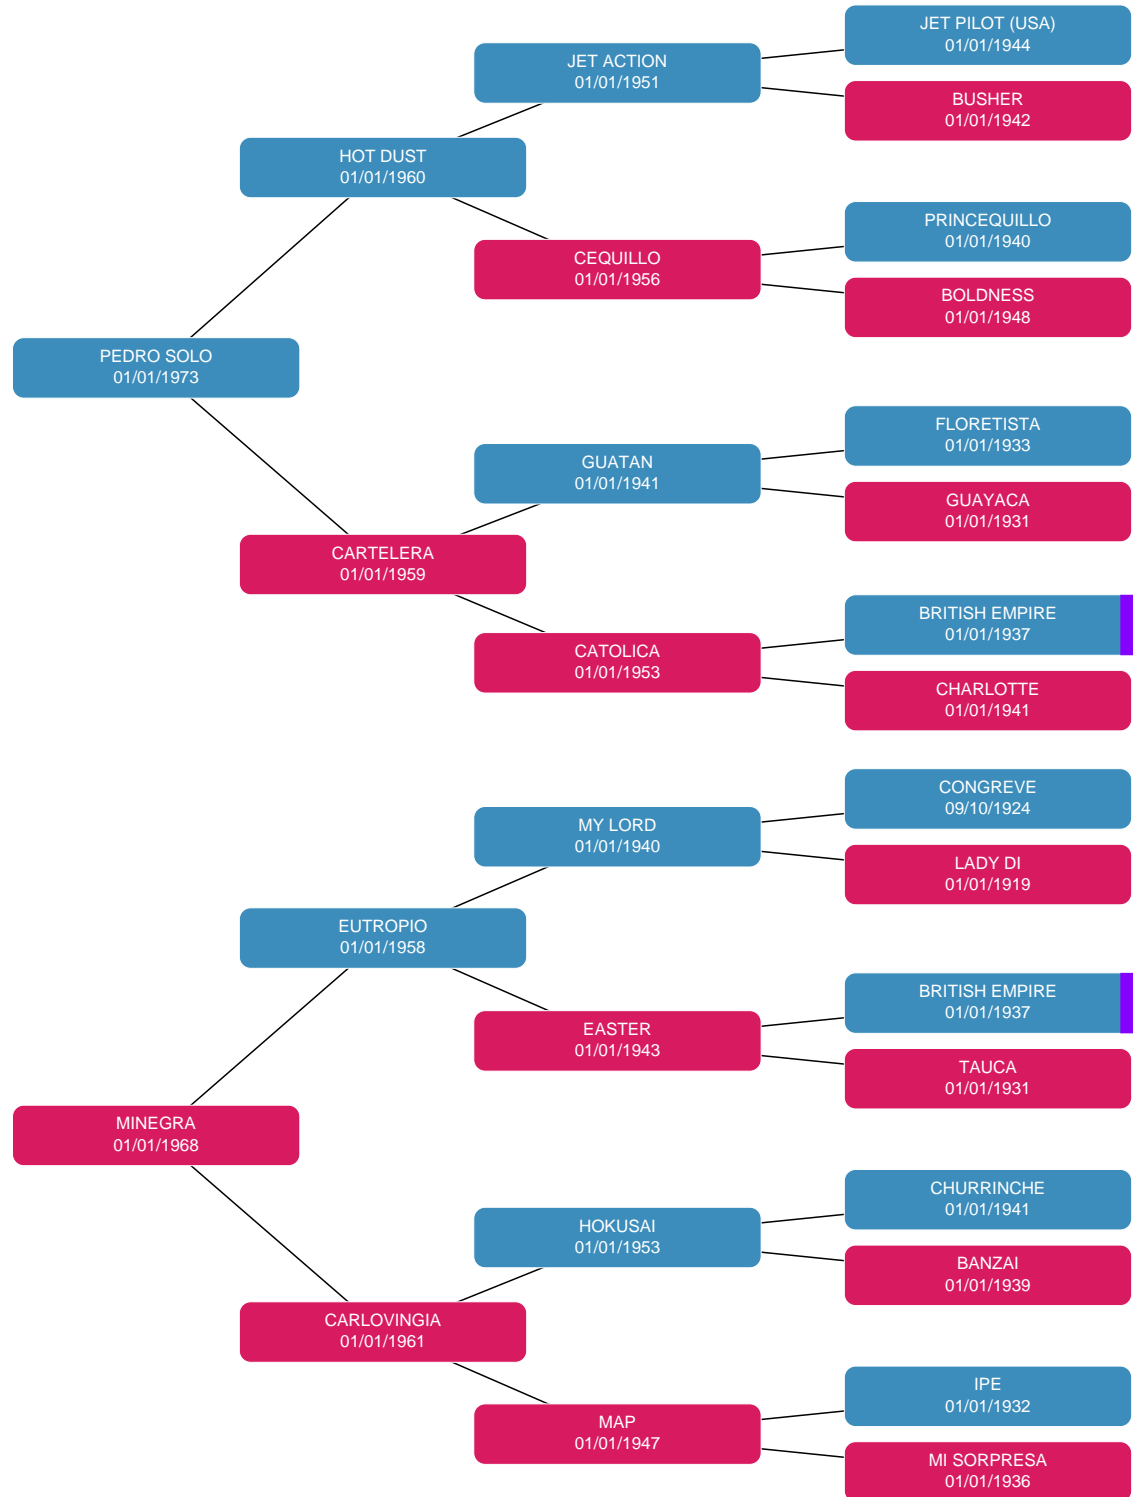 JET PILOT (USA)
01/01/1944
JET ACTION
01/01/1951
BUSHER
01/01/1942
HOT DUST
01/01/1960
PRINCEQUILLO
01/01/1940
CEQUILLO
01/01/1956
BOLDNESS
01/01/1948
PEDRO SOLO
01/01/1973
FLORETISTA
01/01/1933
GUATAN
01/01/1941
GUAYACA
01/01/1931
CARTELERA
01/01/1959
BRITISH EMPIRE
01/01/1937
CATOLICA
01/01/1953
CHARLOTTE
01/01/1941
CONGREVE
09/10/1924
MY LORD
01/01/1940
LADY DI
01/01/1919
EUTROPIO
01/01/1958
BRITISH EMPIRE
01/01/1937
EASTER
01/01/1943
TAUCA
01/01/1931
MINEGRA
01/01/1968
CHURRINCHE
01/01/1941
HOKUSAI
01/01/1953
BANZAI
01/01/1939
CARLOVINGIA
01/01/1961
IPE
01/01/1932
MAP
01/01/1947
MI SORPRESA
01/01/1936